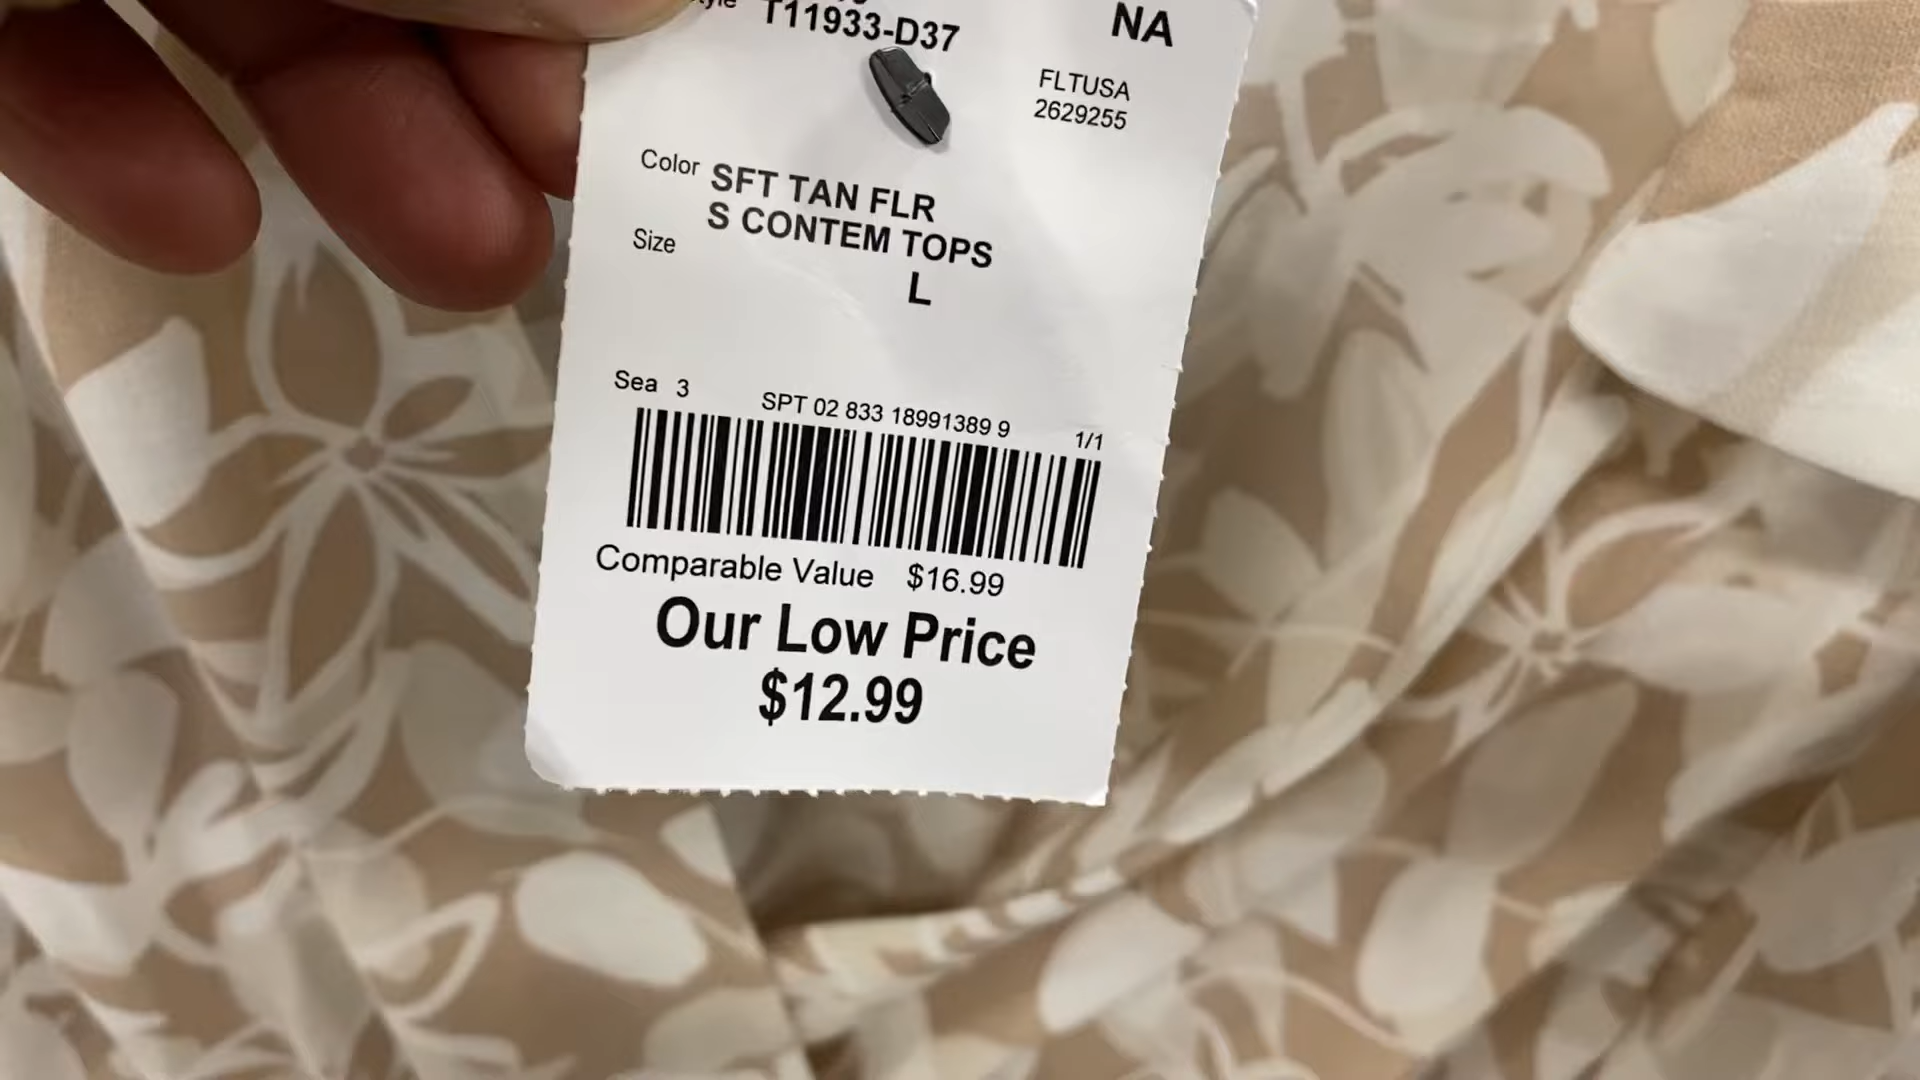 T11933-D37
NA
FLTUSA
2629255
Color SFT TAN FLR
S CONTEM TOPS
Size
L
Sea 3
SPT 02 833 18991389 9
1/1
Comparable Value $16.99
Our Low Price
$12.99